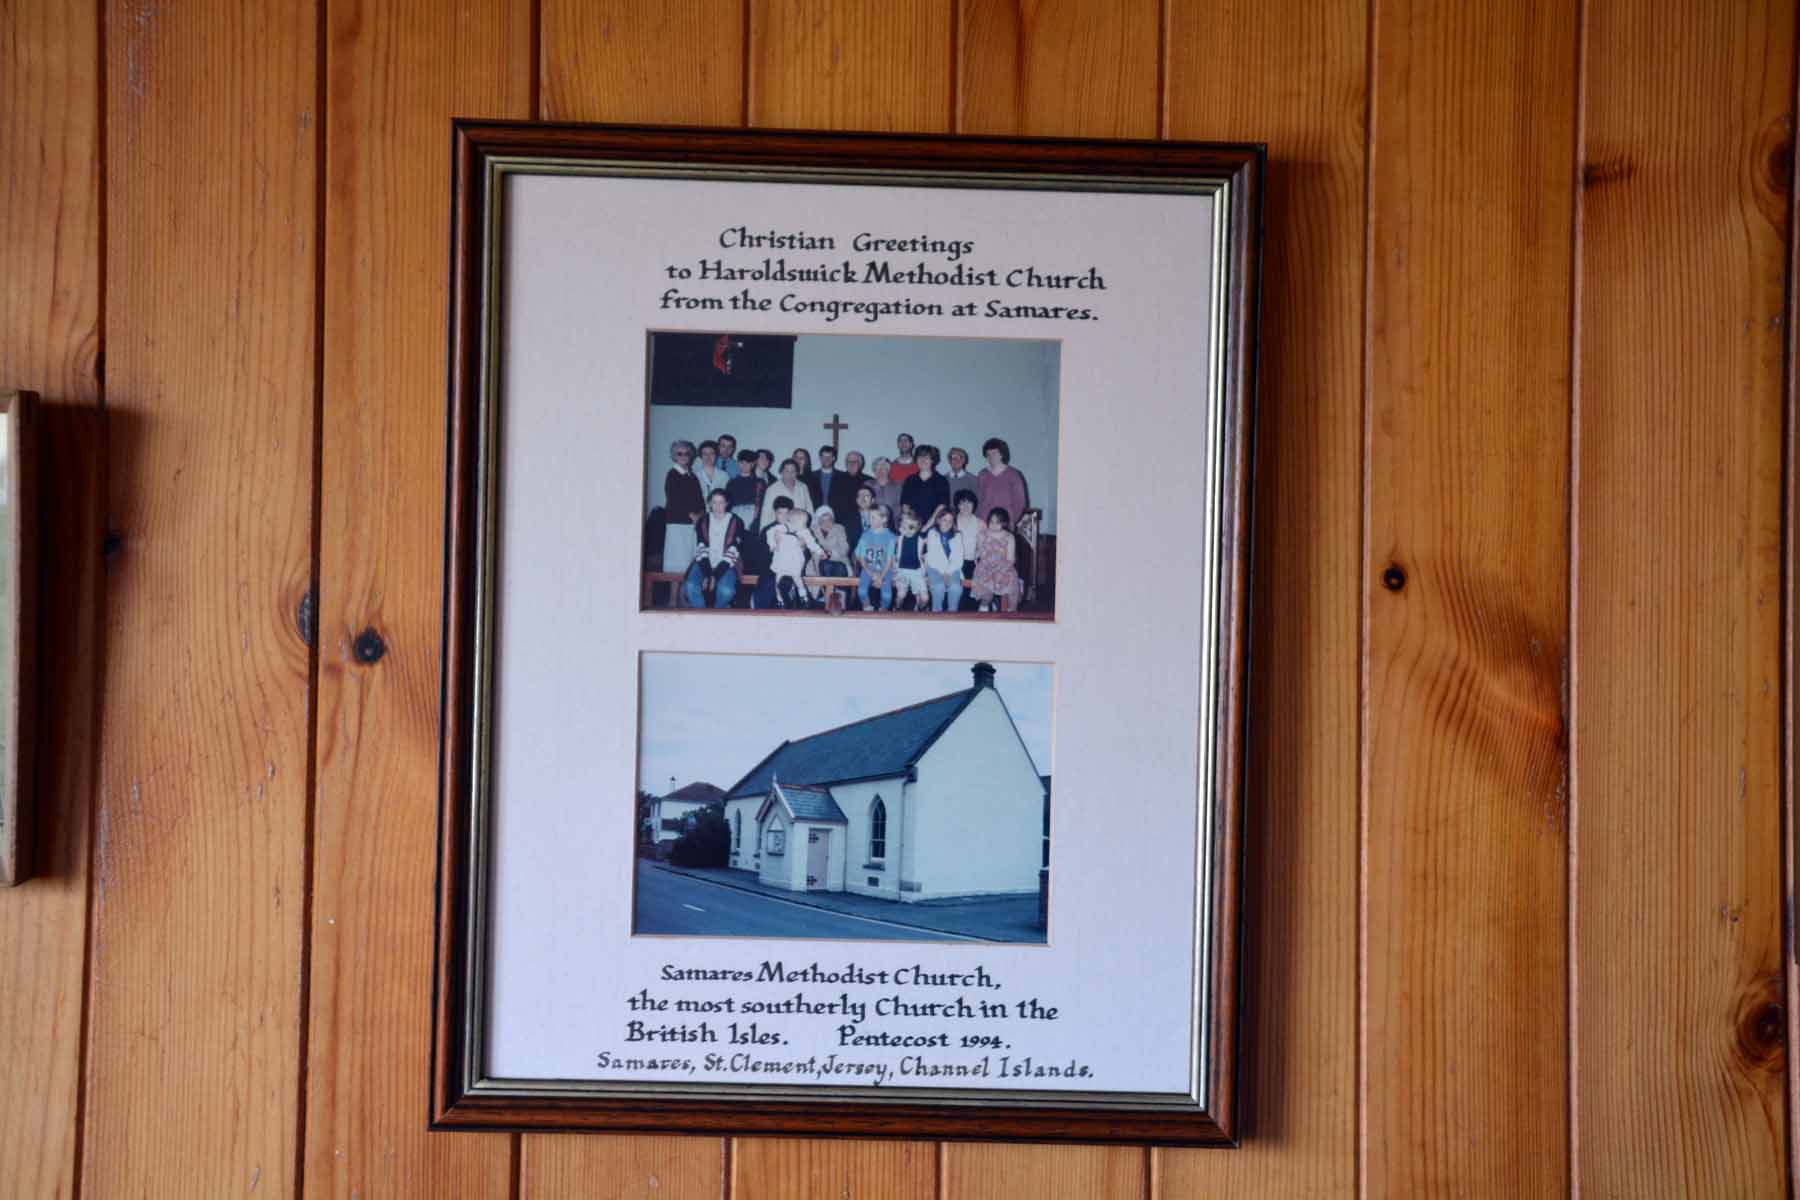 Christian Greetings
to Haroldswick Methodist Church
from the Congregation at Samares.
Samares Methodist Church,
the most southerly Church in the
British Isles. Pentecost 1994.
Samares, St. Clement, Jersey, Channel Islands.